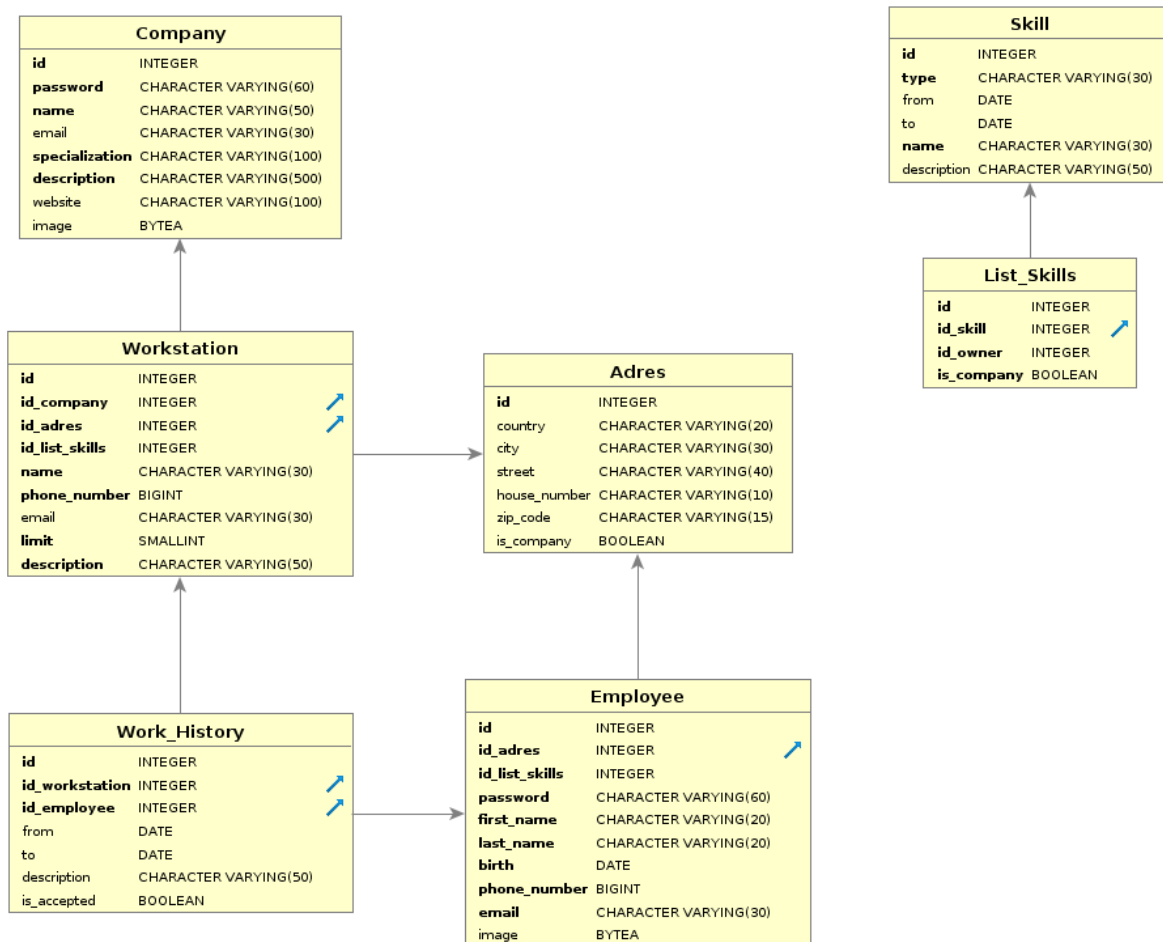 Company
id INTEGER
password CHARACTER VARYING(60)
name CHARACTER VARYING(50)
email CHARACTER VARYING(30)
specialization CHARACTER VARYING(100)
description CHARACTER VARYING(500)
website CHARACTER VARYING(100)
image BYTEA
Skill
id INTEGER
type CHARACTER VARYING(30)
from DATE
to DATE
name CHARACTER VARYING(30)
description CHARACTER VARYING(50)
List_Skills
id INTEGER
id_skill INTEGER
id_owner INTEGER
is_company BOOLEAN
Workstation
id INTEGER
id_company INTEGER
id_adres INTEGER
id_list_skills INTEGER
name CHARACTER VARYING(30)
phone_number BIGINT
email CHARACTER VARYING(30)
limit SMALLINT
description CHARACTER VARYING(50)
Adres
id INTEGER
country CHARACTER VARYING(20)
city CHARACTER VARYING(30)
street CHARACTER VARYING(40)
house_number CHARACTER VARYING(10)
zip_code CHARACTER VARYING(15)
is_company BOOLEAN
Work_History
id INTEGER
id_workstation INTEGER
id_employee INTEGER
from DATE
to DATE
description CHARACTER VARYING(50)
is_accepted BOOLEAN
Employee
id INTEGER
id_adres INTEGER
id_list_skills INTEGER
password CHARACTER VARYING(60)
first_name CHARACTER VARYING(20)
last_name CHARACTER VARYING(20)
birth DATE
phone_number BIGINT
email CHARACTER VARYING(30)
image BYTEA